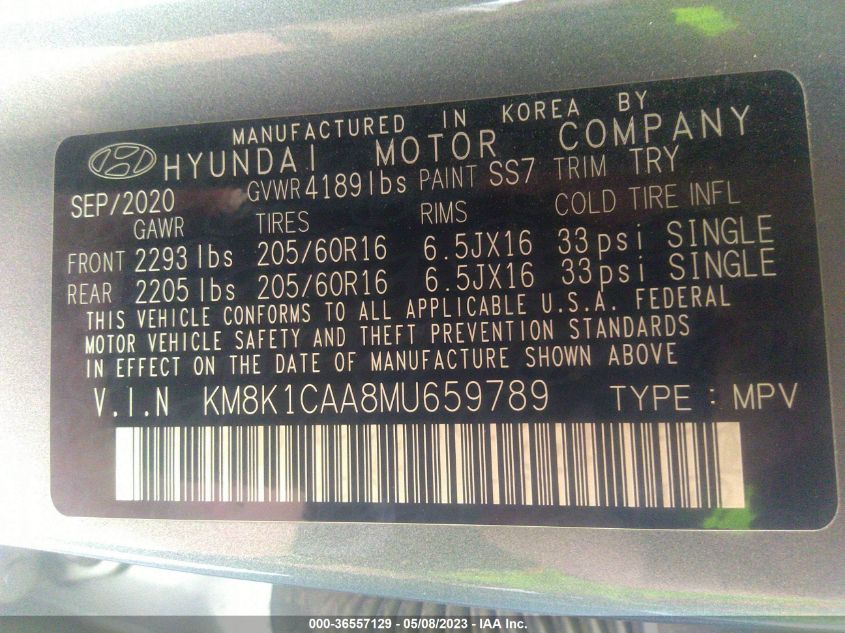 MANUFACTURED IN KOREA BY
HYUNDAI MOTOR COMPANY
SEP/2020 GVWR 4189 lbs PAINT SS7 TRIM TRY
GAWR TIRES RIMS COLD TIRE INFL
FRONT 2293 lbs 205/60R16 6.5JX16 33psi SINGLE
REAR 2205 lbs 205/60R16 6.5JX16 33psi SINGLE
THIS VEHICLE CONFORMS TO ALL APPLICABLE U.S.A. FEDERAL
MOTOR VEHICLE SAFETY AND THEFT PREVENTION STANDARDS
IN EFFECT ON THE DATE OF MANUFACTURE SHOWN ABOVE
V.I.N KM8K1CAA8MU659789 TYPE : MPV
000-36557129 - 05/08/2023 - IAA Inc.